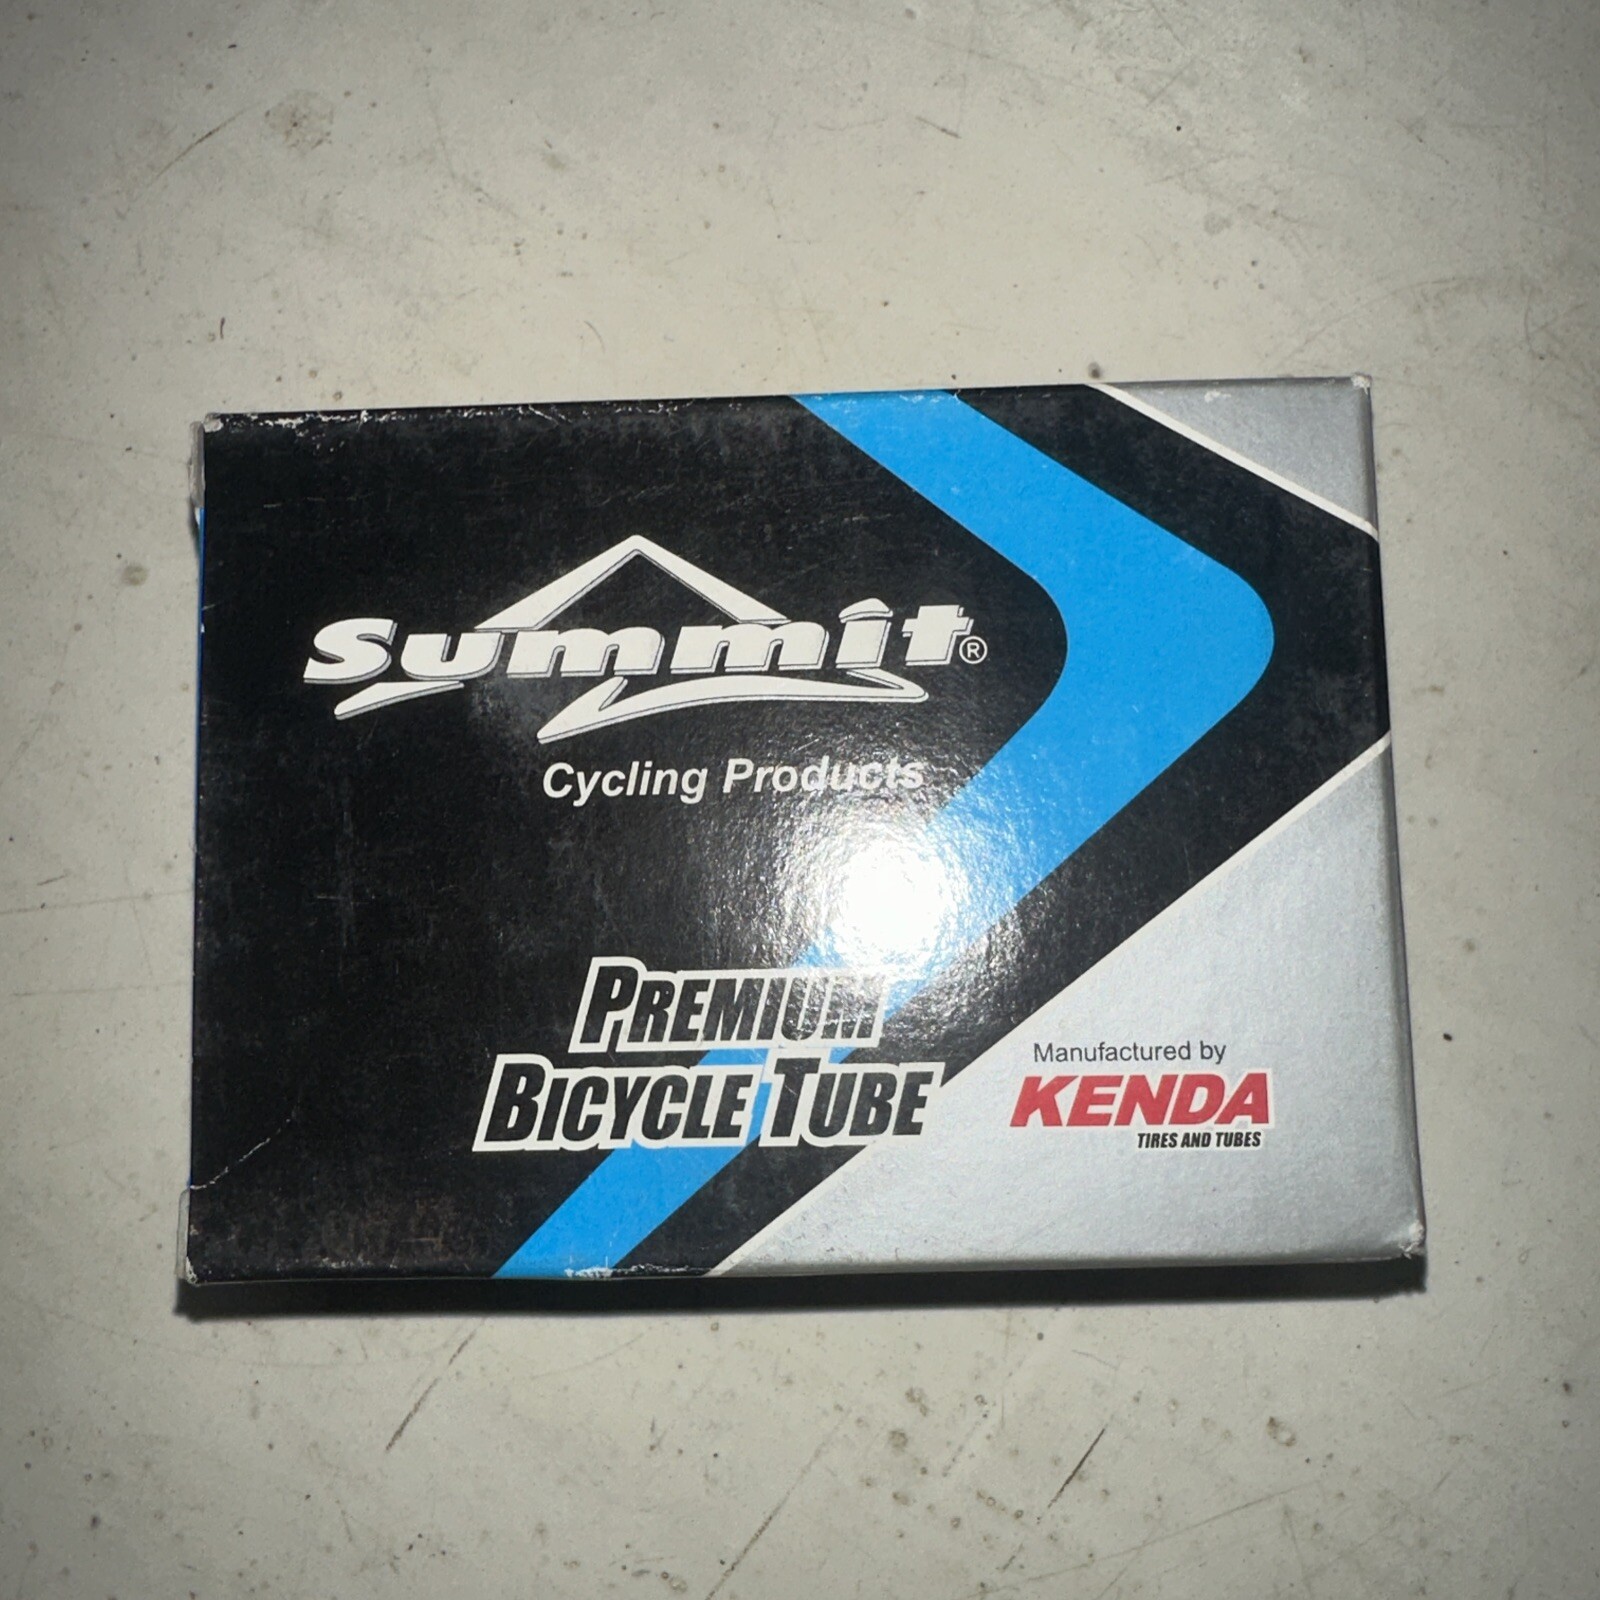 Summit®
Cycling Products
PREMIUM
BICYCLE TUBE
Manufactured by
KENDA
TIRES AND TUBES